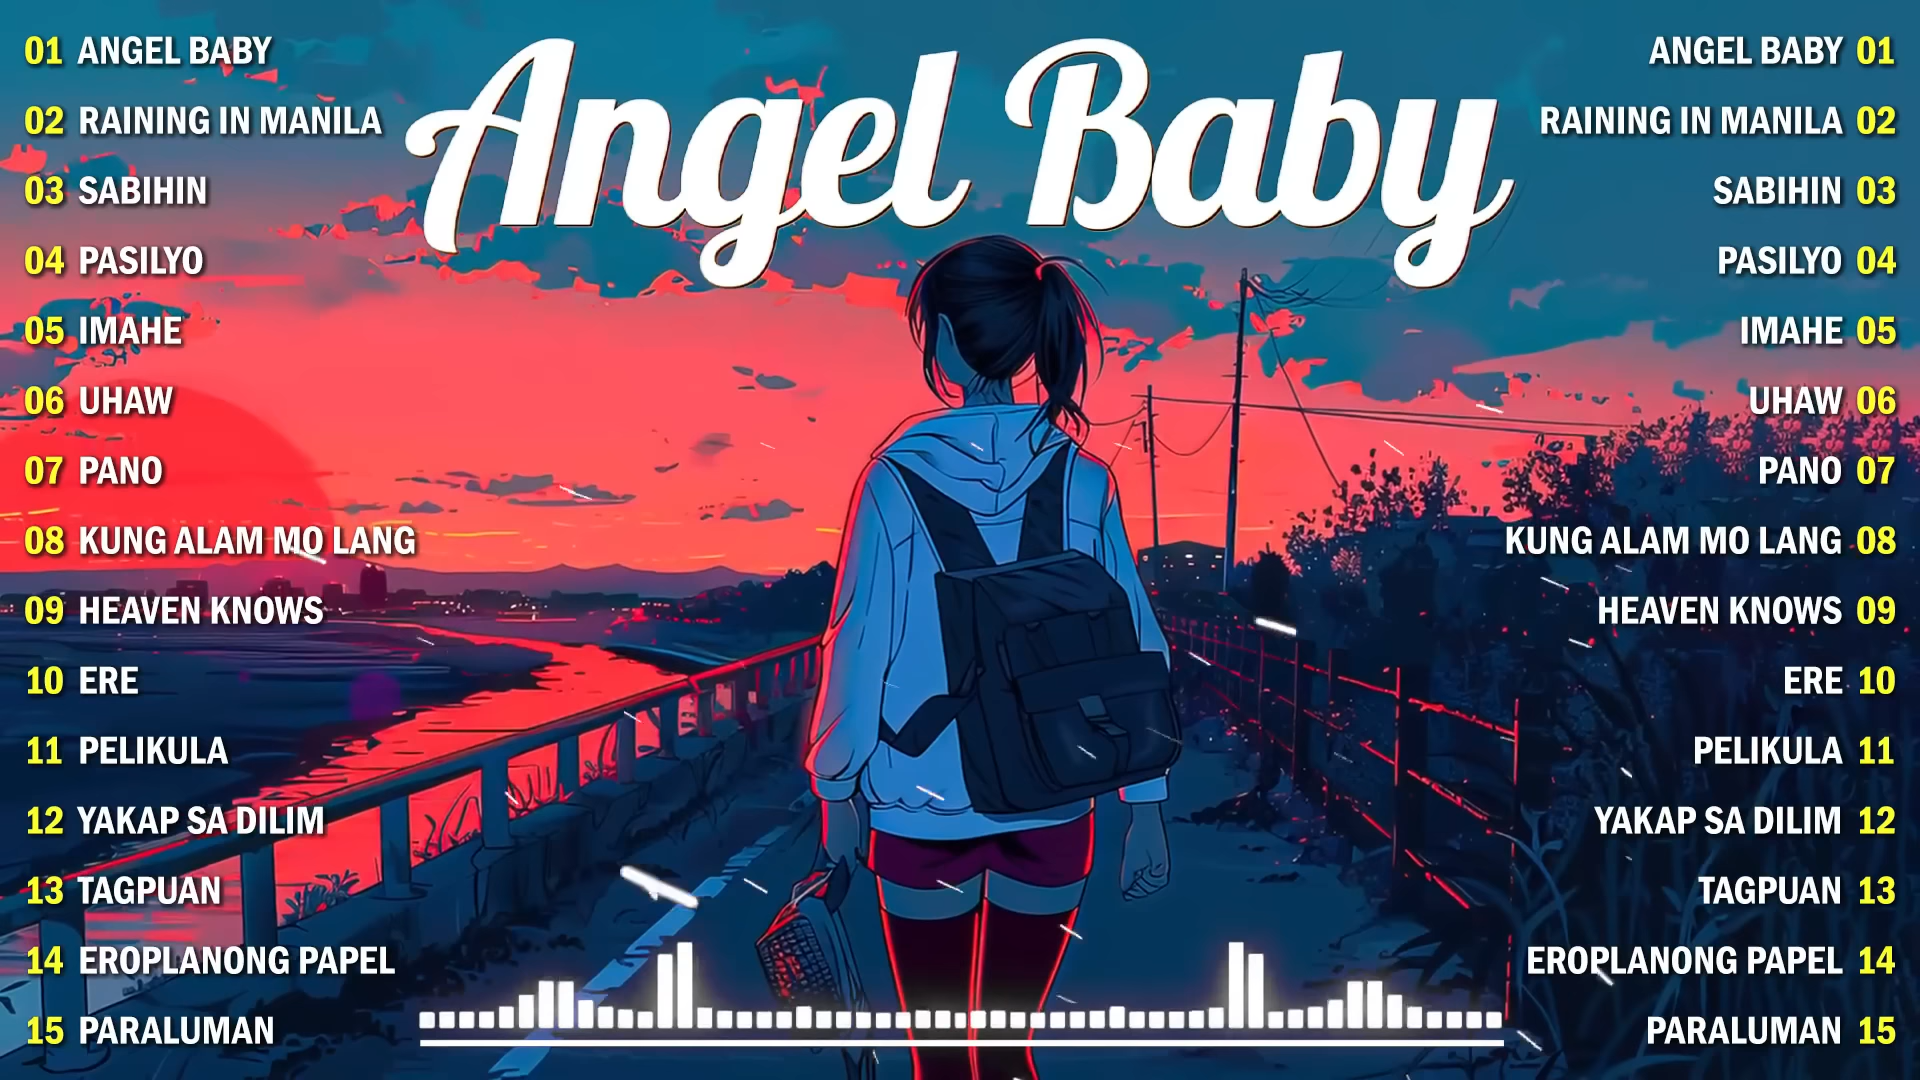 Angel Baby
01 ANGEL BABY
02 RAINING IN MANILA
03 SABIHIN
04 PASILYO
05 IMAHE
06 UHAW
07 PANO
08 KUNG ALAM MO LANG
09 HEAVEN KNOWS
10 ERE
11 PELIKULA
12 YAKAP SA DILIM
13 TAGPUAN
14 EROPLANONG PAPEL
15 PARALUMAN
ANGEL BABY 01
RAINING IN MANILA 02
SABIHIN 03
PASILYO 04
IMAHE 05
UHAW 06
PANO 07
KUNG ALAM MO LANG 08
HEAVEN KNOWS 09
ERE 10
PELIKULA 11
YAKAP SA DILIM 12
TAGPUAN 13
EROPLANONG PAPEL 14
PARALUMAN 15